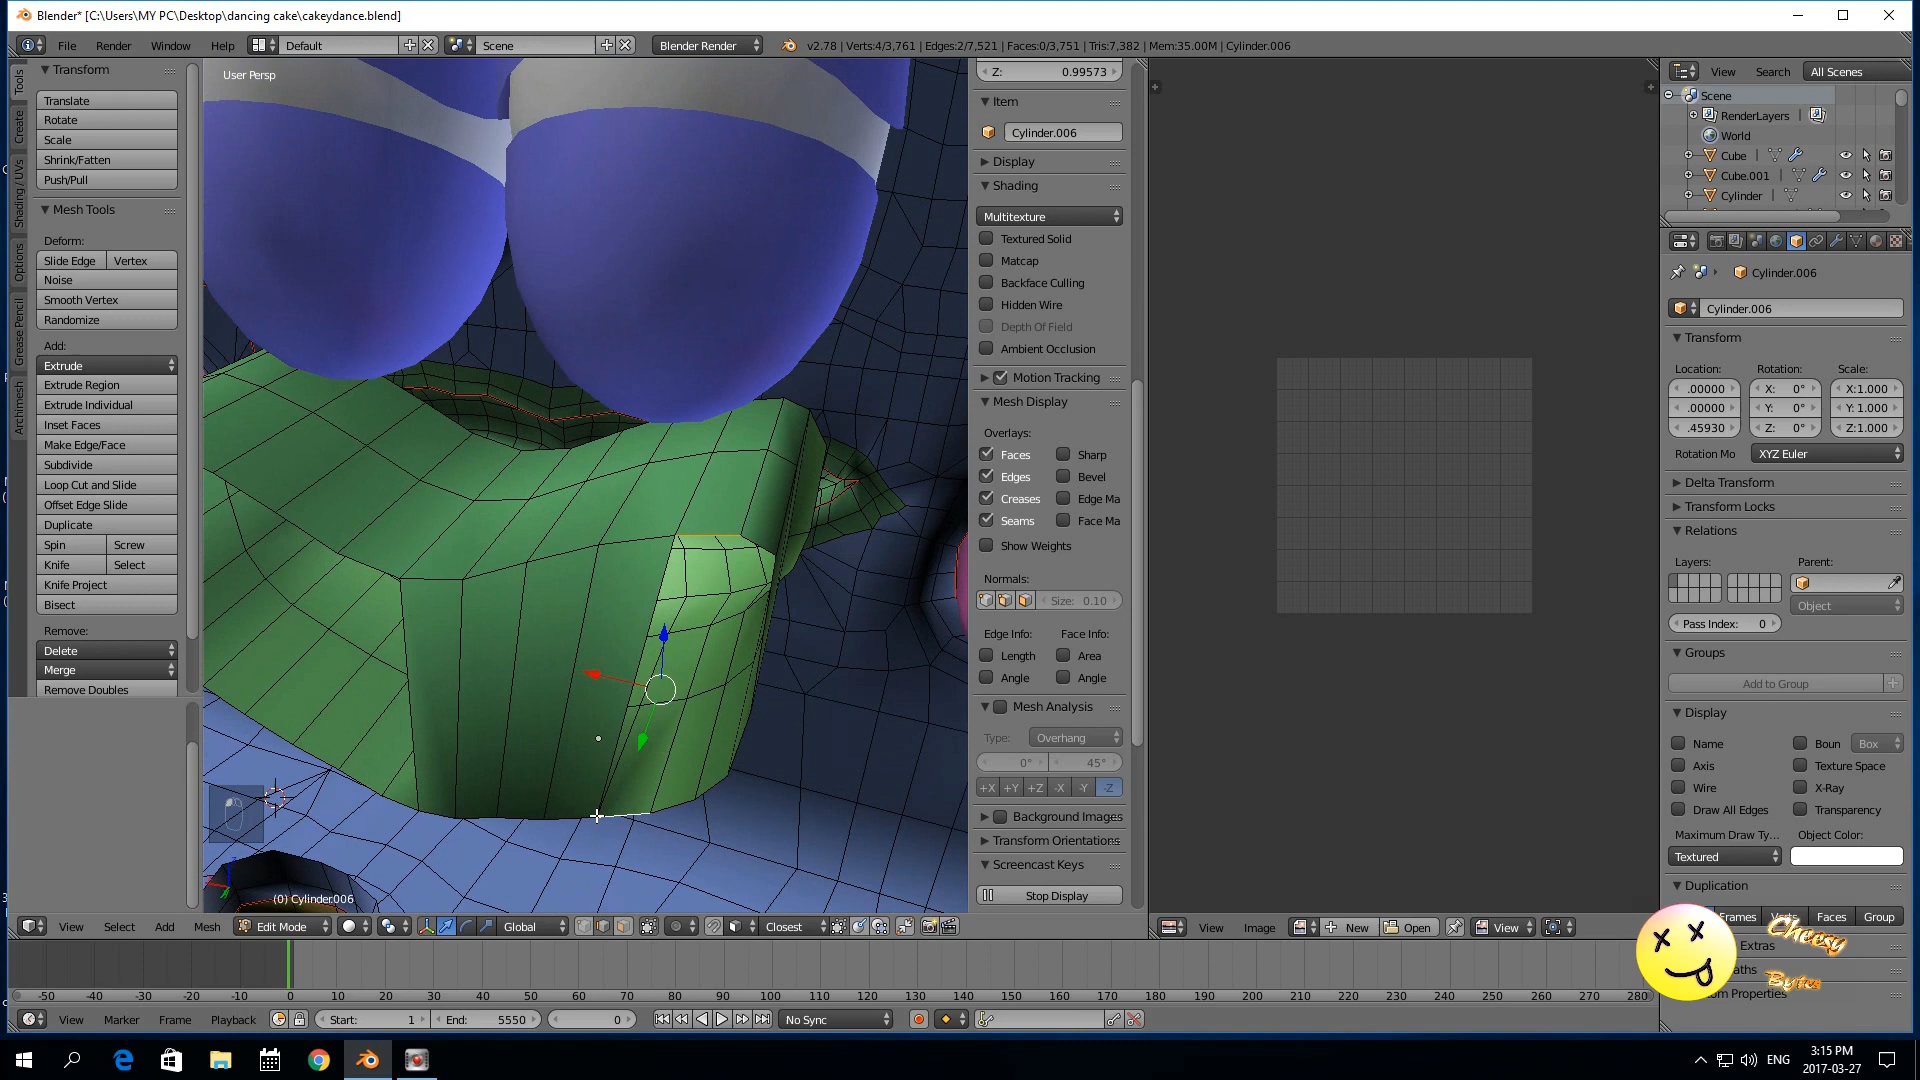 Blender* [C:\Users\MY PC\Desktop\dancing cake\cakeydance.blend]
File Render Window Help Default Scene Blender Render v2.78 | Verts:4/3,761 | Edges:2/7,521 | Faces:0/3,751 | Tris:7,382 | Mem:35.00M | Cylinder.006
Tools
Create
Shading / UVs
Options
Grease Pencil
Archimesh
Transform
Translate
Rotate
Scale
Shrink/Fatten
Push/Pull
Mesh Tools
Deform:
Slide Edge Vertex
Noise
Smooth Vertex
Randomize
Add:
Extrude
Extrude Region
Extrude Individual
Inset Faces
Make Edge/Face
Subdivide
Loop Cut and Slide
Offset Edge Slide
Duplicate
Spin Screw
Knife Select
Knife Project
Bisect
Remove:
Delete
Merge
Remove Doubles
User Persp
(0) Cylinder.006
Z: 0.99573
Item
Cylinder.006
Display
Shading
Multitexture
Textured Solid
Matcap
Backface Culling
Hidden Wire
Depth Of Field
Ambient Occlusion
Motion Tracking
Mesh Display
Overlays:
Faces Sharp
Edges Bevel
Creases Edge Ma
Seams Face Ma
Show Weights
Normals:
Size: 0.10
Edge Info: Face Info:
Length Area
Angle Angle
Mesh Analysis
Type: Overhang
0° 45°
+X +Y +Z -X -Y -Z
Background Images
Transform Orientations
Screencast Keys
Stop Display
View Select Add Mesh Edit Mode Global Closest
View Image New Open View
View Search All Scenes
Scene
RenderLayers
World
Cube
Cube.001
Cylinder
Cylinder.006
Cylinder.006
Transform
Location: Rotation: Scale:
.00000 X: 0° X:1.000
.00000 Y: 0° Y: 1.000
.45930 Z: 0° Z:1.000
Rotation Mo XYZ Euler
Delta Transform
Transform Locks
Relations
Layers: Parent:
Object
Pass Index: 0
Groups
Add to Group
Display
Name Boun Box
Axis Texture Space
Wire X-Ray
Draw All Edges Transparency
Maximum Draw Ty... Object Color:
Textured
Duplication
Frames Verts Faces Group
Extras
aths
om Properties
Cheesy
Bytes
-50 -40 -30 -20 -10 0 10 20 30 40 50 60 70 80 90 100 110 120 130 140 150 160 170 180 190 200 210 220 230 240 250 260 270 280
View Marker Frame Playback Start: 1 End: 5550 0 No Sync
ENG
3:15 PM
2017-03-27